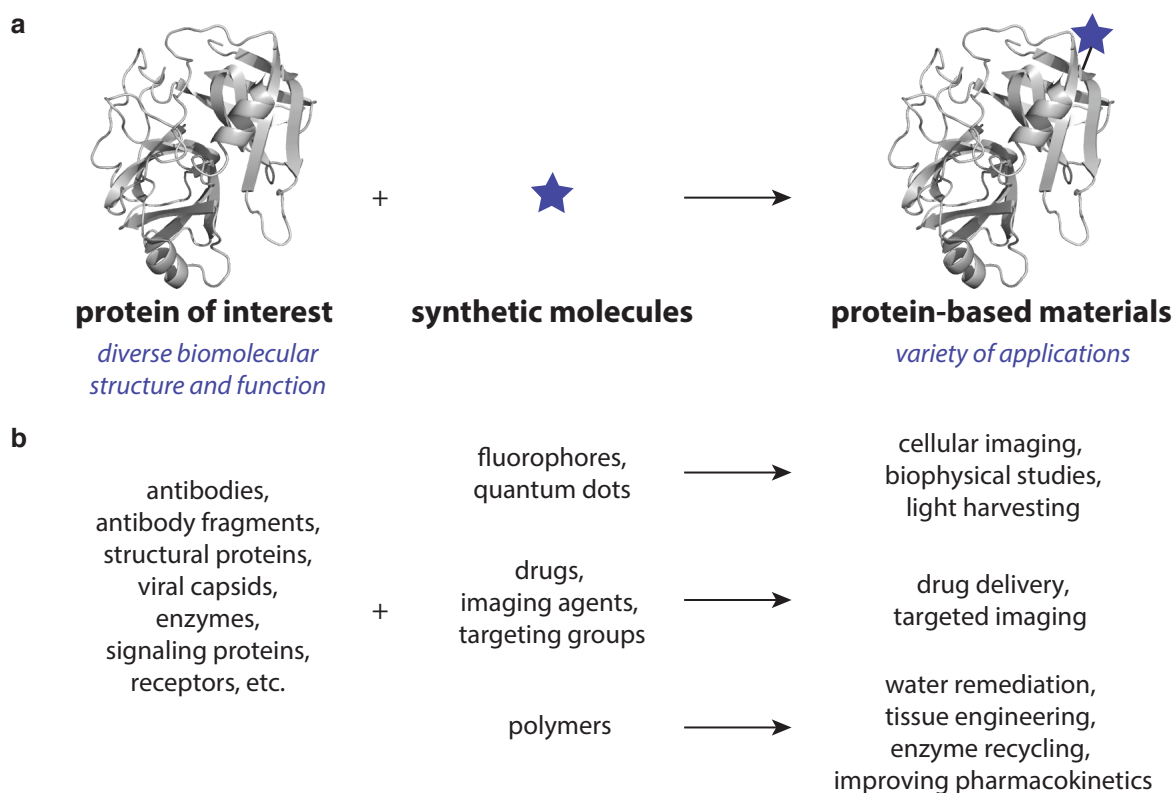 a
+
protein of interest
synthetic molecules
protein-based materials
diverse biomolecular
structure and function
variety of applications
b
antibodies,
antibody fragments,
structural proteins,
viral capsids,
enzymes,
signaling proteins,
receptors, etc.
+
fluorophores,
quantum dots
cellular imaging,
biophysical studies,
light harvesting
drugs,
imaging agents,
targeting groups
drug delivery,
targeted imaging
polymers
water remediation,
tissue engineering,
enzyme recycling,
improving pharmacokinetics